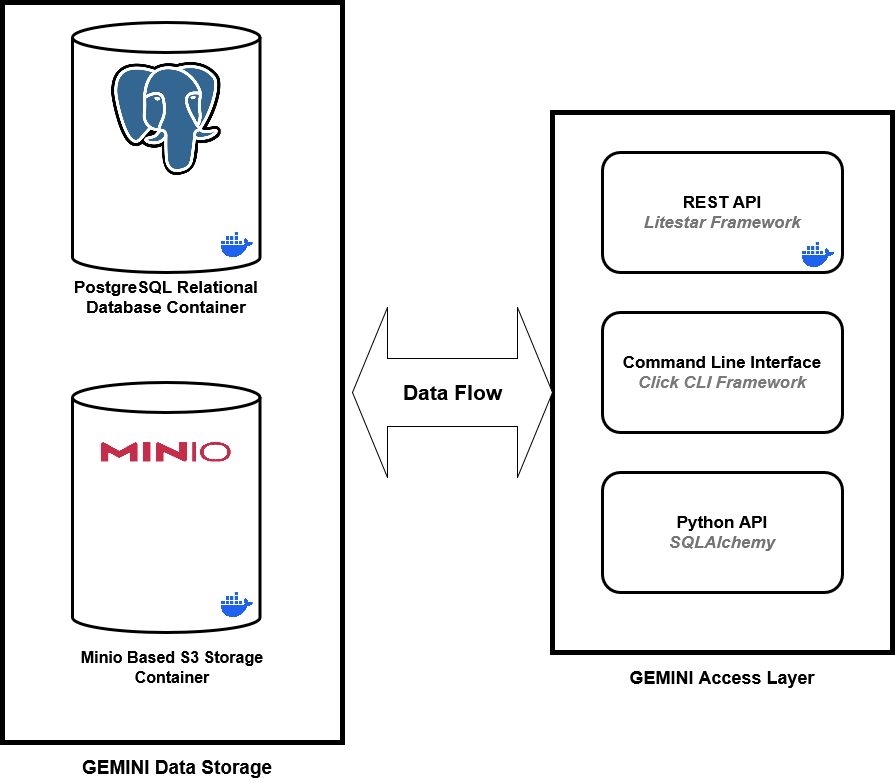 PostgreSQL Relational
Database Container
MINIO
Minio Based S3 Storage
Container
GEMINI Data Storage
Data Flow
REST API
Litestar Framework
Command Line Interface
Click CLI Framework
Python API
SQLAlchemy
GEMINI Access Layer